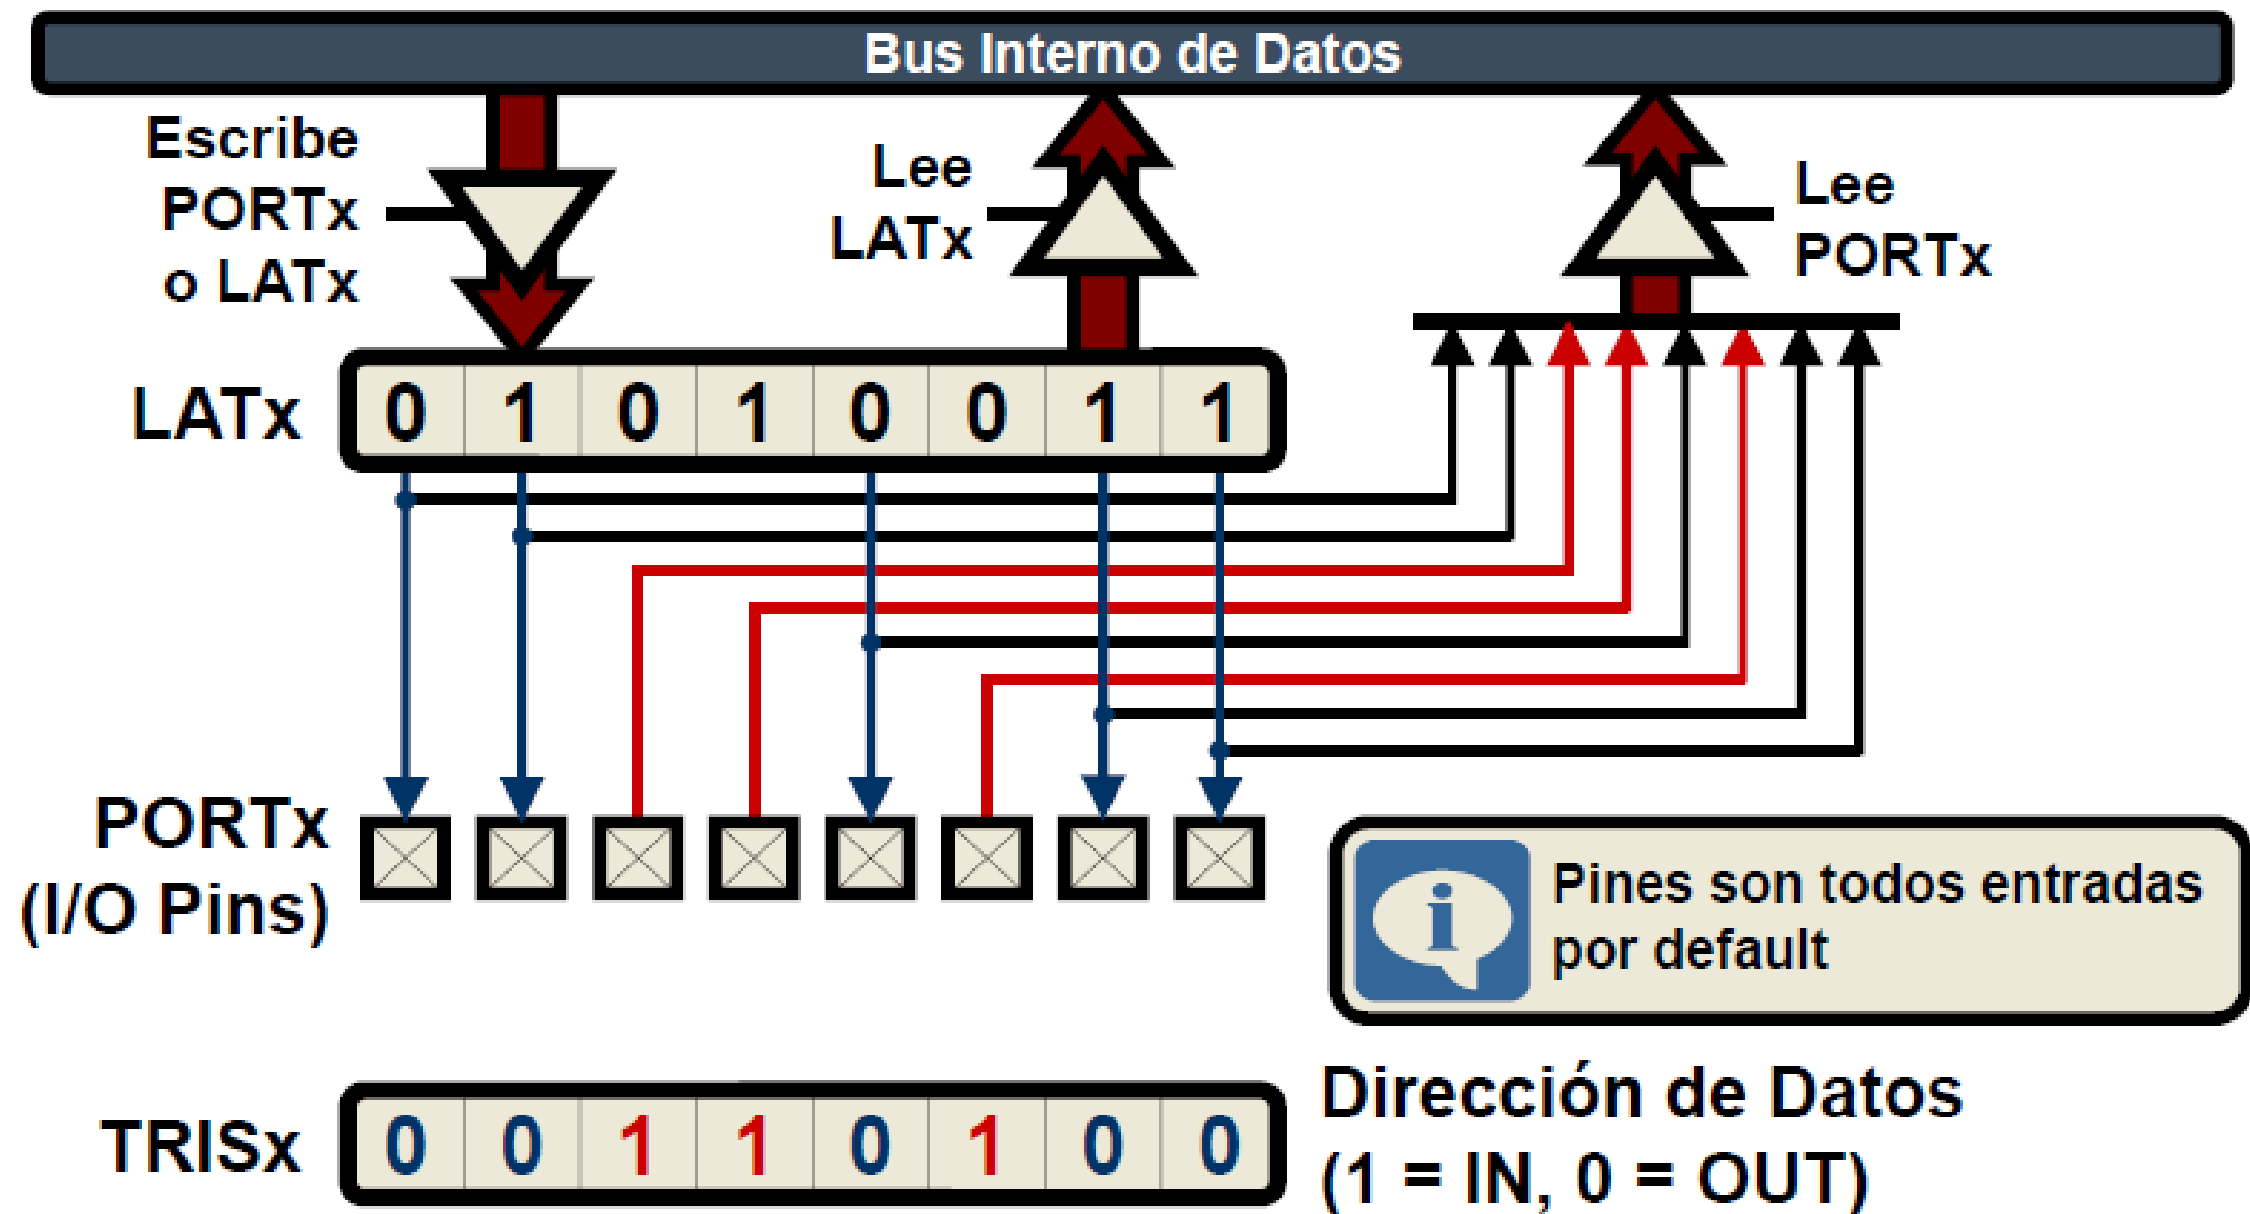 Bus Interno de Datos
Escribe
PORTx
o LATx
Lee
LATx
Lee
PORTx
LATx 0 1 0 1 0 0 1 1
PORTx
(I/O Pins)
i
Pines son todos entradas
por default
TRISx 0 0 1 1 0 1 0 0
Dirección de Datos
(1 = IN, 0 = OUT)